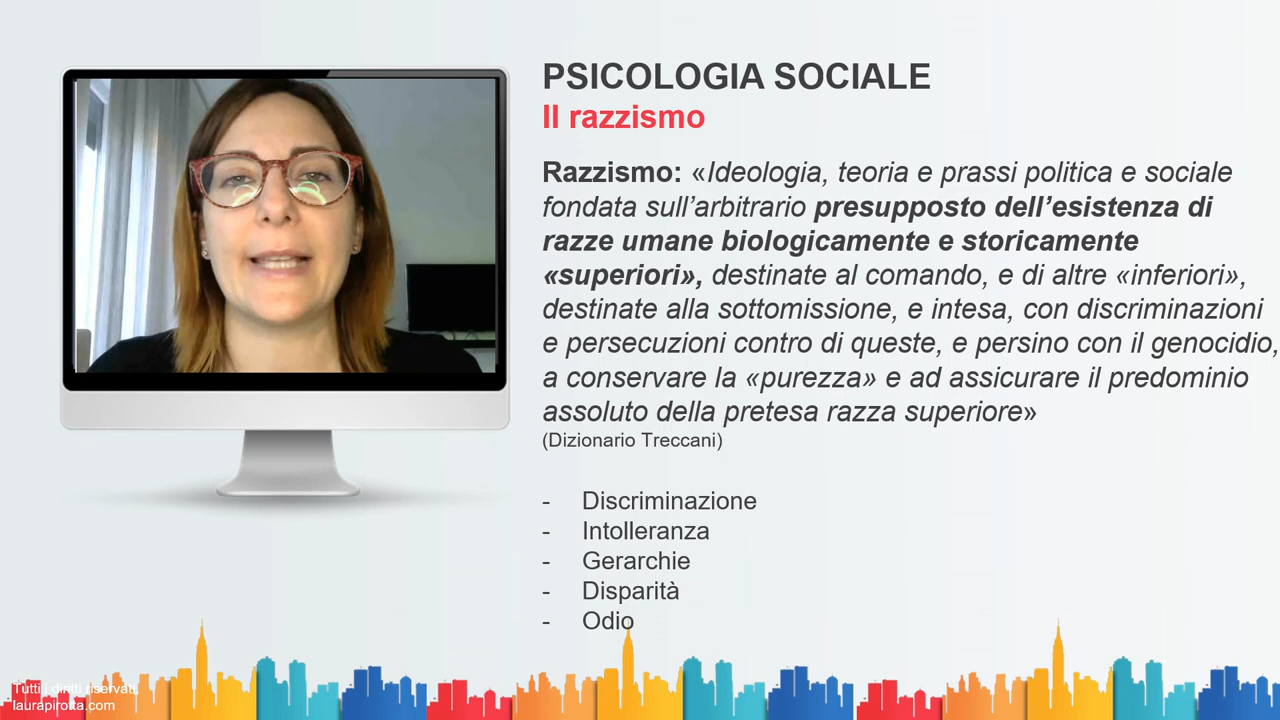 PSICOLOGIA SOCIALE
Il razzismo
Razzismo: «Ideologia, teoria e prassi politica e sociale
fondata sull’arbitrario presupposto dell’esistenza di
razze umane biologicamente e storicamente
«superiori», destinate al comando, e di altre «inferiori»,
destinate alla sottomissione, e intesa, con discriminazioni
e persecuzioni contro di queste, e persino con il genocidio,
a conservare la «purezza» e ad assicurare il predominio
assoluto della pretesa razza superiore»
(Dizionario Treccani)
- Discriminazione
- Intolleranza
- Gerarchie
- Disparità
- Odio
Tutti i diritti riservati
laurapirotta.com